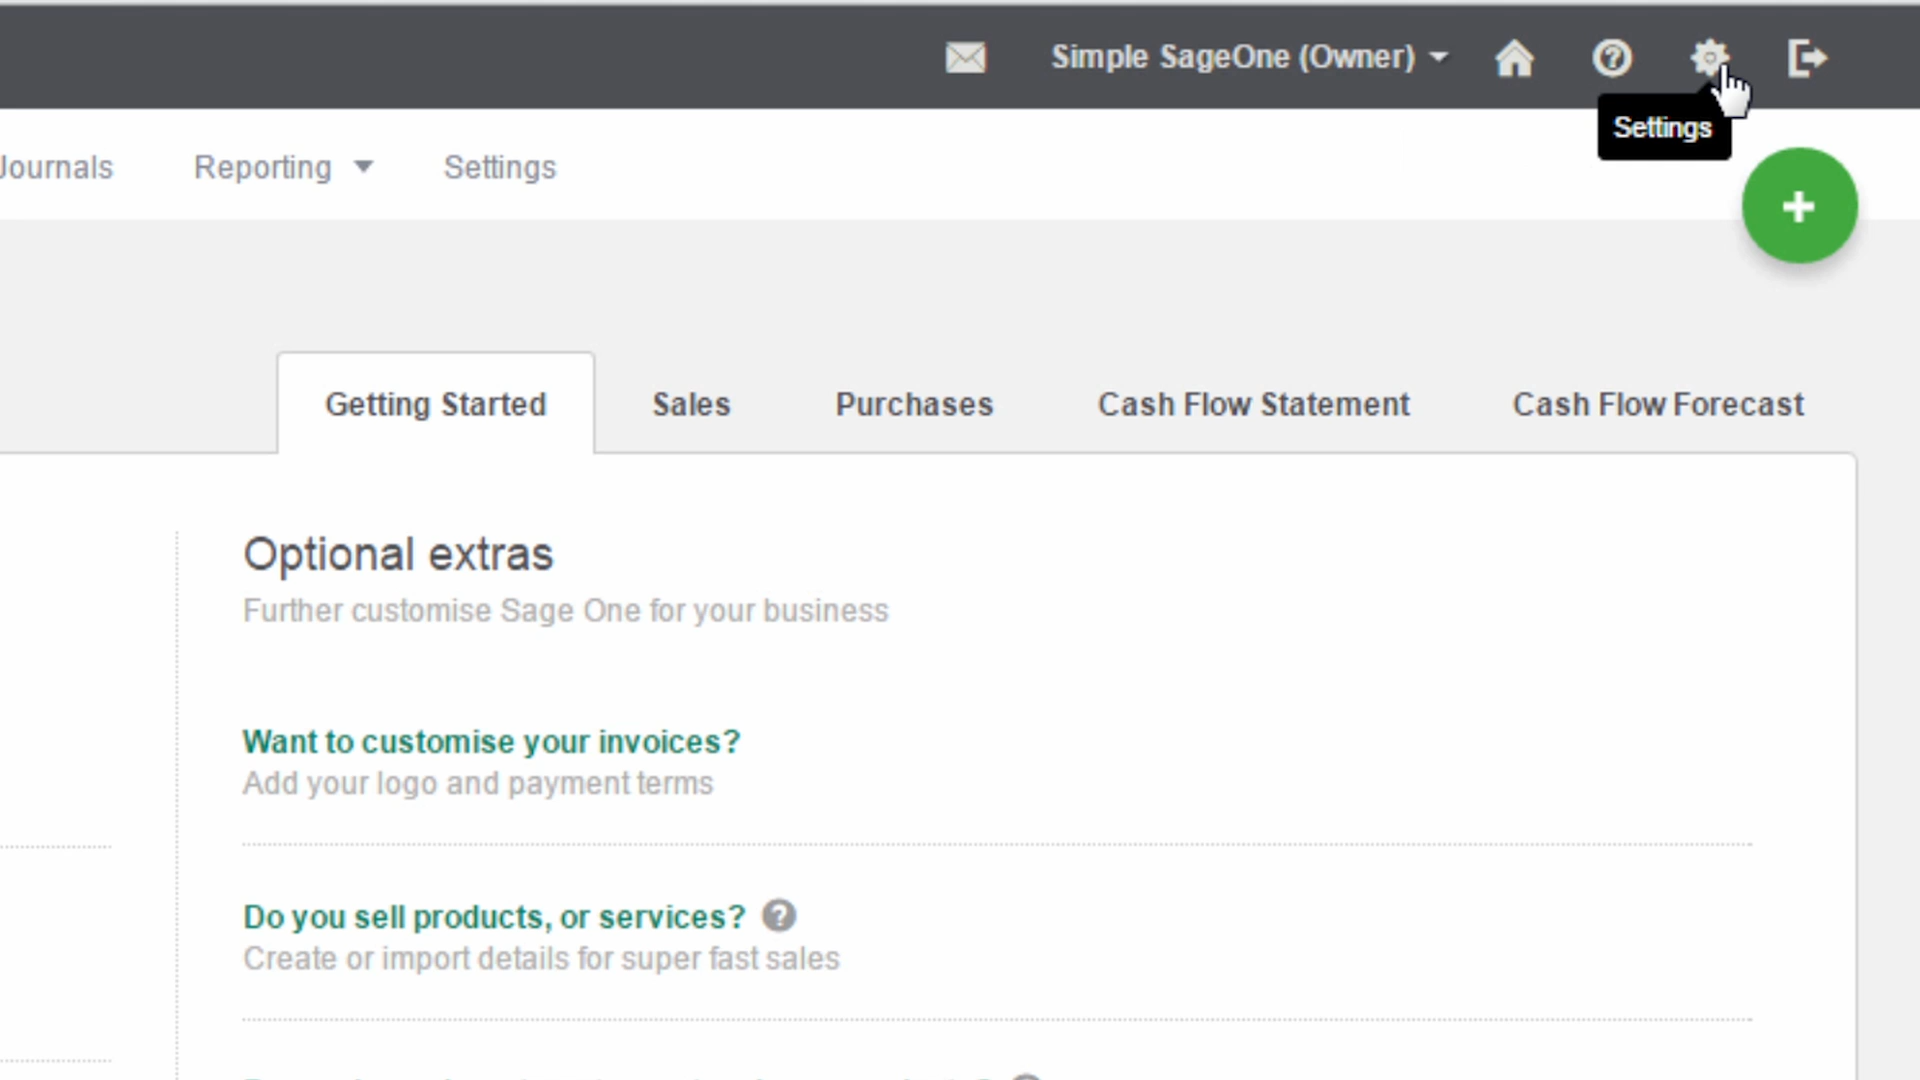 Simple SageOne (Owner)
Settings
Journals
Reporting
Settings
Getting Started
Sales
Purchases
Cash Flow Statement
Cash Flow Forecast
Optional extras
Further customise Sage One for your business
Want to customise your invoices?
Add your logo and payment terms
Do you sell products, or services?
Create or import details for super fast sales